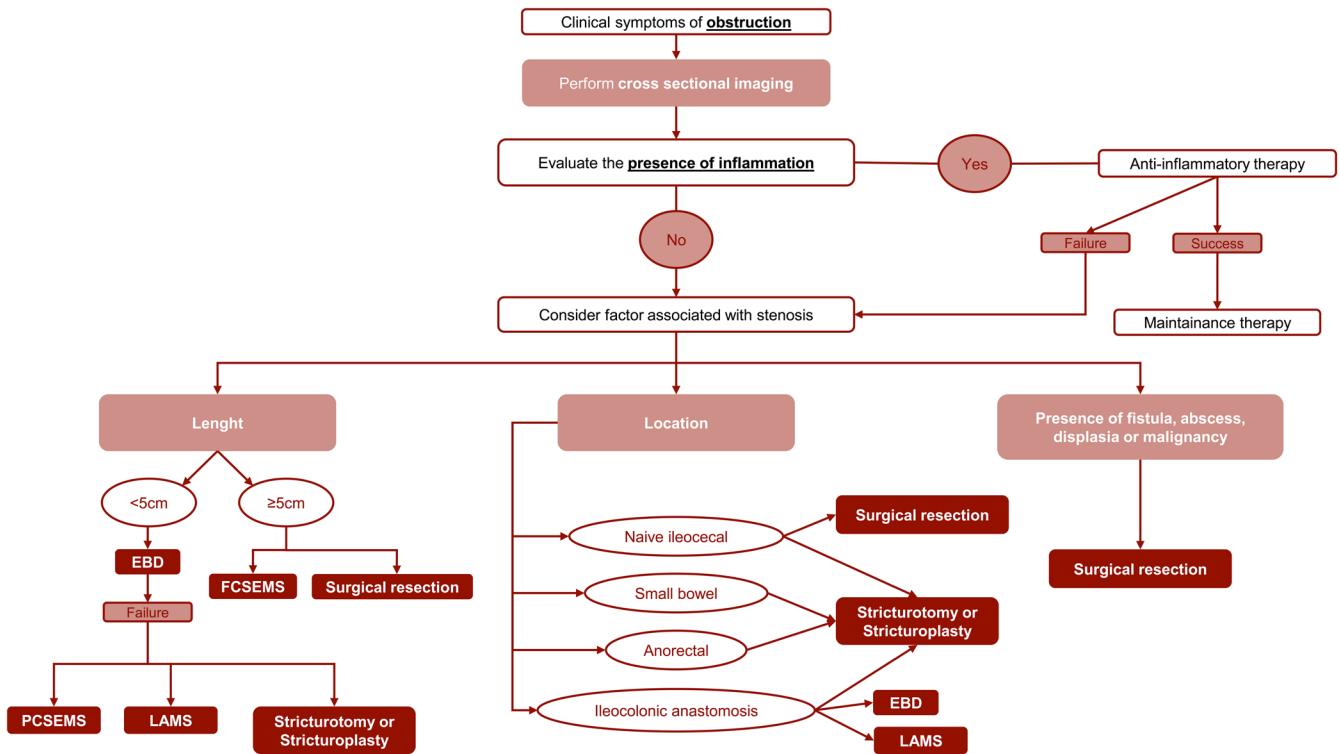 Clinical symptoms of obstruction
Perform cross sectional imaging
Evaluate the presence of inflammation
Yes
Anti-inflammatory therapy
No
Failure
Success
Consider factor associated with stenosis
Maintainance therapy
Lenght
Location
Presence of fistula, abscess,
displasia or malignancy
<5cm
≥5cm
EBD
FCSEMS
Surgical resection
Failure
PCSEMS
LAMS
Stricturotomy or
Stricturoplasty
Naive ileocecal
Small bowel
Anorectal
Ileocolonic anastomosis
Surgical resection
Stricturotomy or
Stricturoplasty
EBD
LAMS
Surgical resection